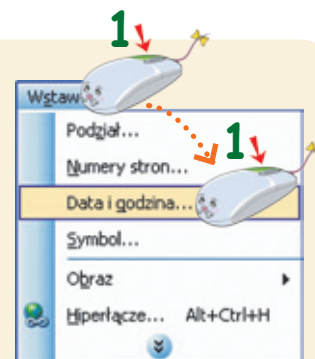 1
Wstaw
Podział...
Numery stron...
1
Data i godzina...
Symbol...
Obraz
Hiperłącze... Alt+Ctrl+H